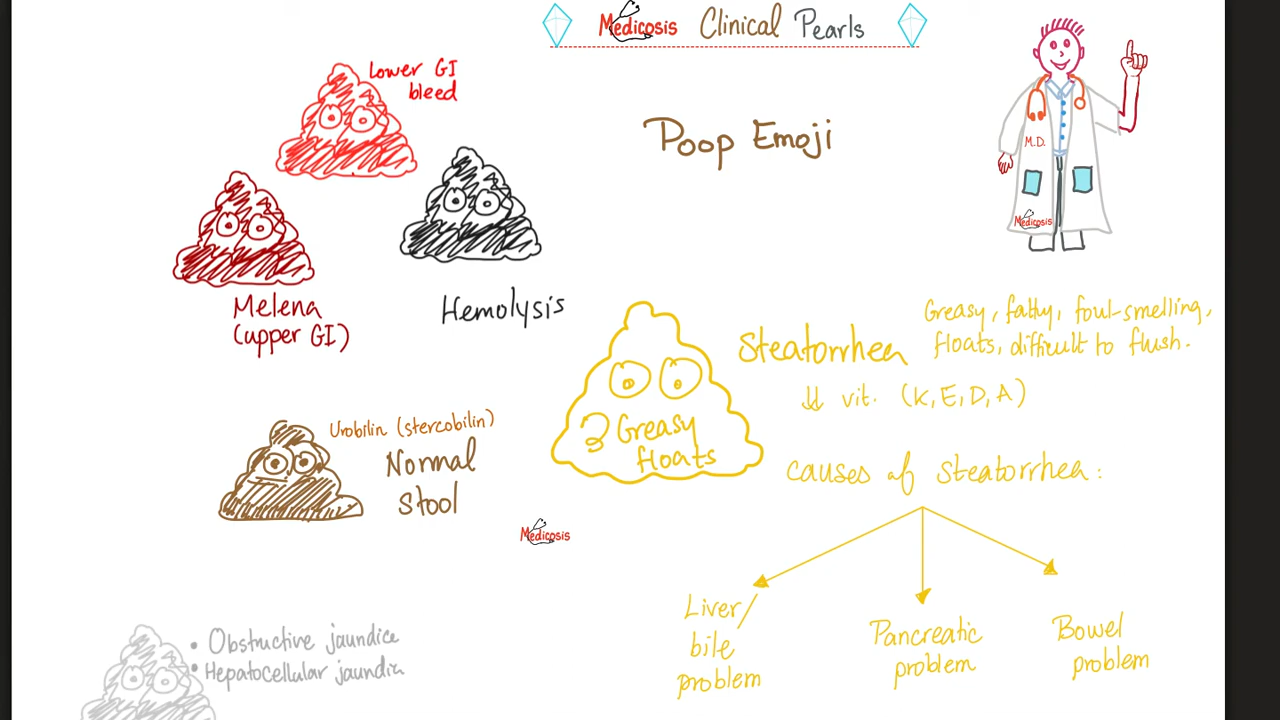 Medicosis Clinical Pearls
Lower GI
bleed
Poop Emoji
M.D.
Medicosis
Melena
(upper GI)
Hemolysis
Steatorrhea
Greasy, fatty, foul-smelling,
floats, difficult to flush.
↓↓ vit. (K, E, D, A)
Greasy
floats
Urobilin (stercobilin)
Normal
Stool
causes of steatorrhea:
Medicosis
Liver/
bile
problem
Pancreatic
problem
Bowel
problem
• Obstructive jaundice
• Hepatocellular jaundice